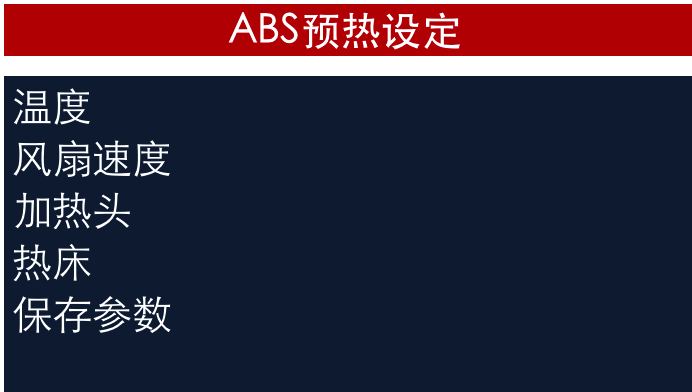 ABS预热设定
温度
风扇速度
加热头
热床
保存参数